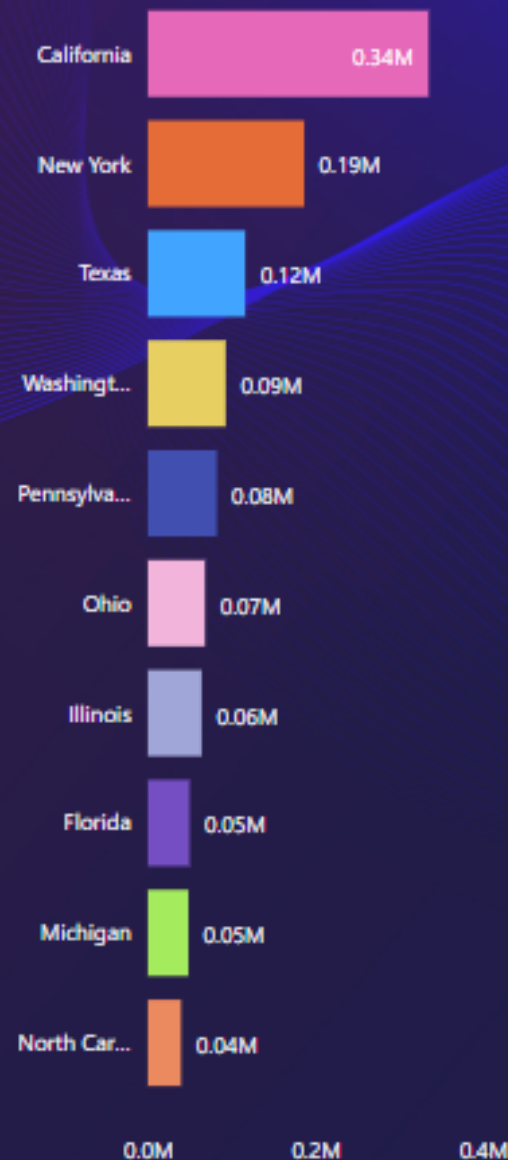 California 0.34M
New York 0.19M
Texas 0.12M
Washingt... 0.09M
Pennsylva... 0.08M
Ohio 0.07M
Illinois 0.06M
Florida 0.05M
Michigan 0.05M
North Car... 0.04M
0.0M 0.2M 0.4M